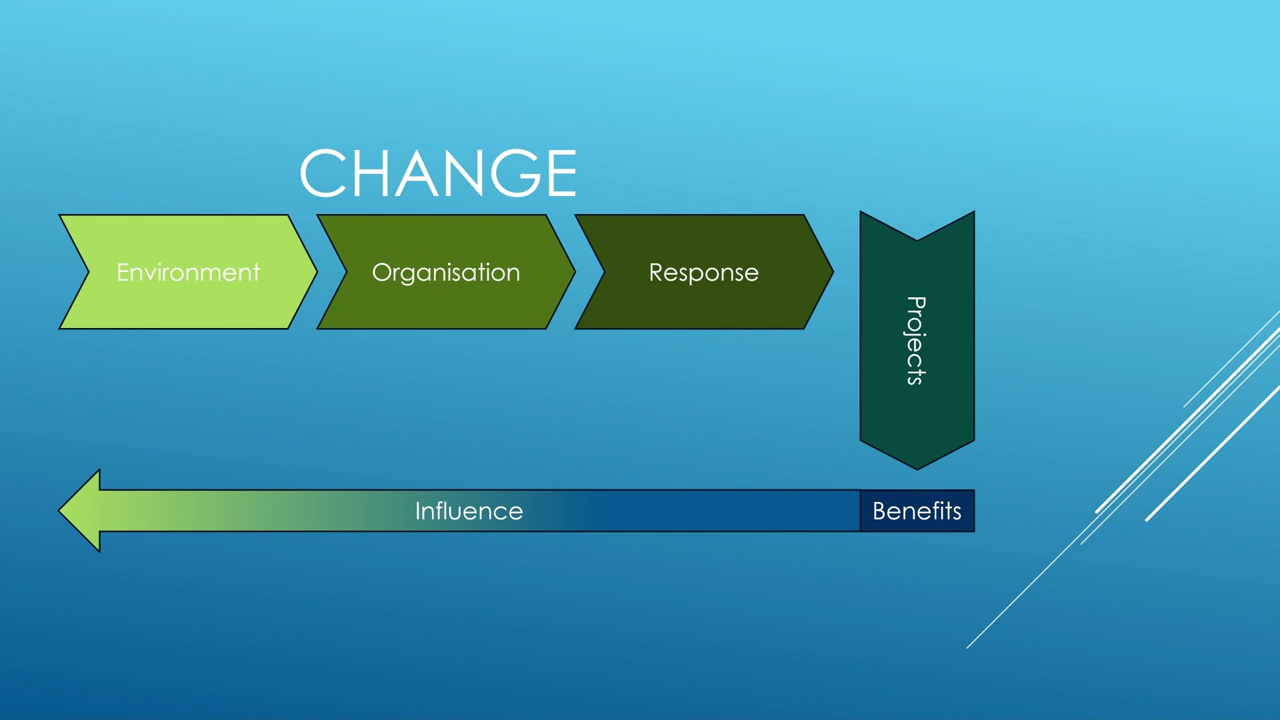 CHANGE
Environment
Organisation
Response
Projects
Influence
Benefits